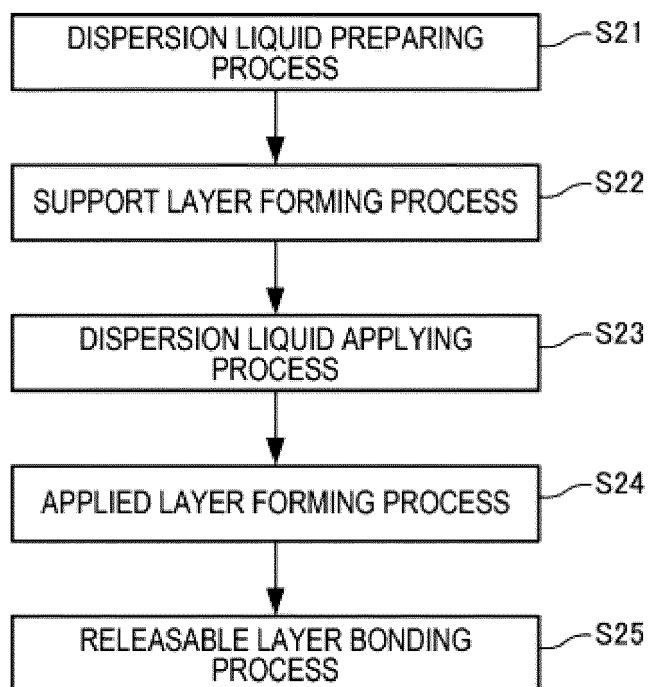 DISPERSION LIQUID PREPARING
PROCESS
S21
SUPPORT LAYER FORMING PROCESS
S22
DISPERSION LIQUID APPLYING
PROCESS
S23
APPLIED LAYER FORMING PROCESS
S24
RELEASABLE LAYER BONDING
PROCESS
S25